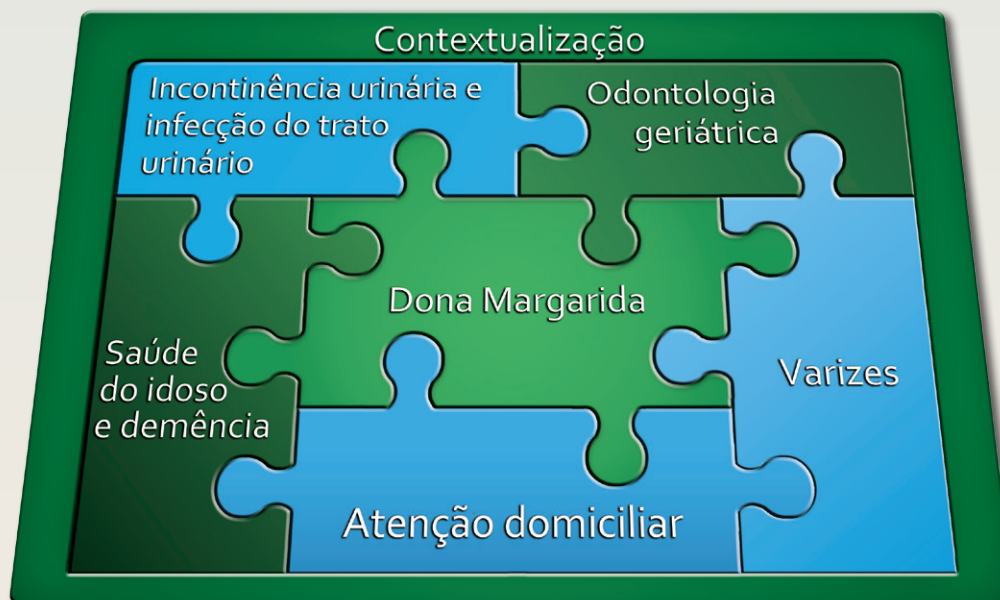 Contextualização
Incontinência urinária e
infecção do trato
urinário
Odontologia
geriátrica
Dona Margarida
Saúde
do idoso
e demência
Varizes
Atenção domiciliar